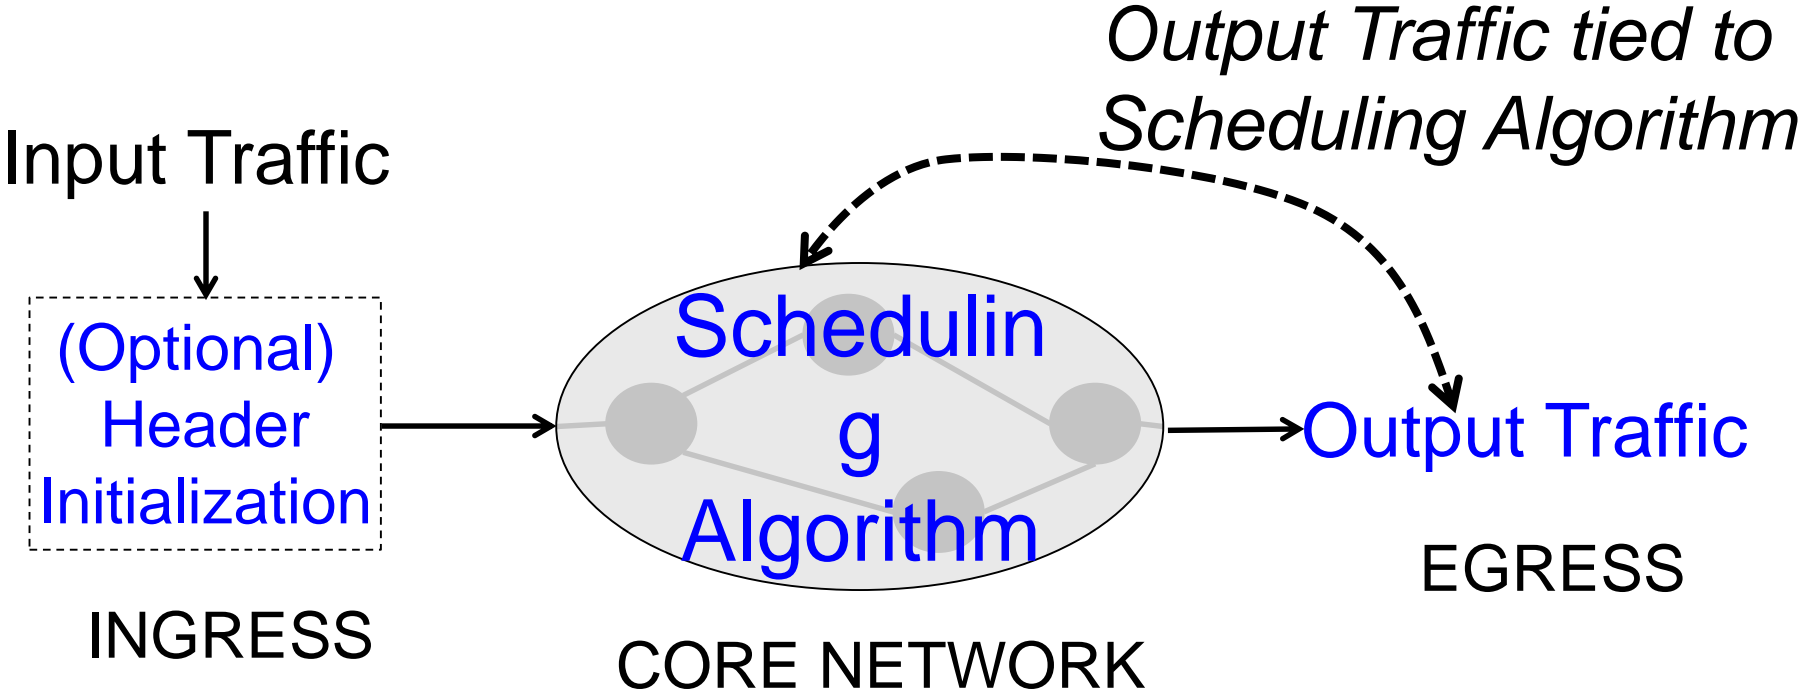 Output Traffic tied to
Scheduling Algorithm
Input Traffic
(Optional)
Header
Initialization
INGRESS
Schedulin
g
Algorithm
CORE NETWORK
Output Traffic
EGRESS